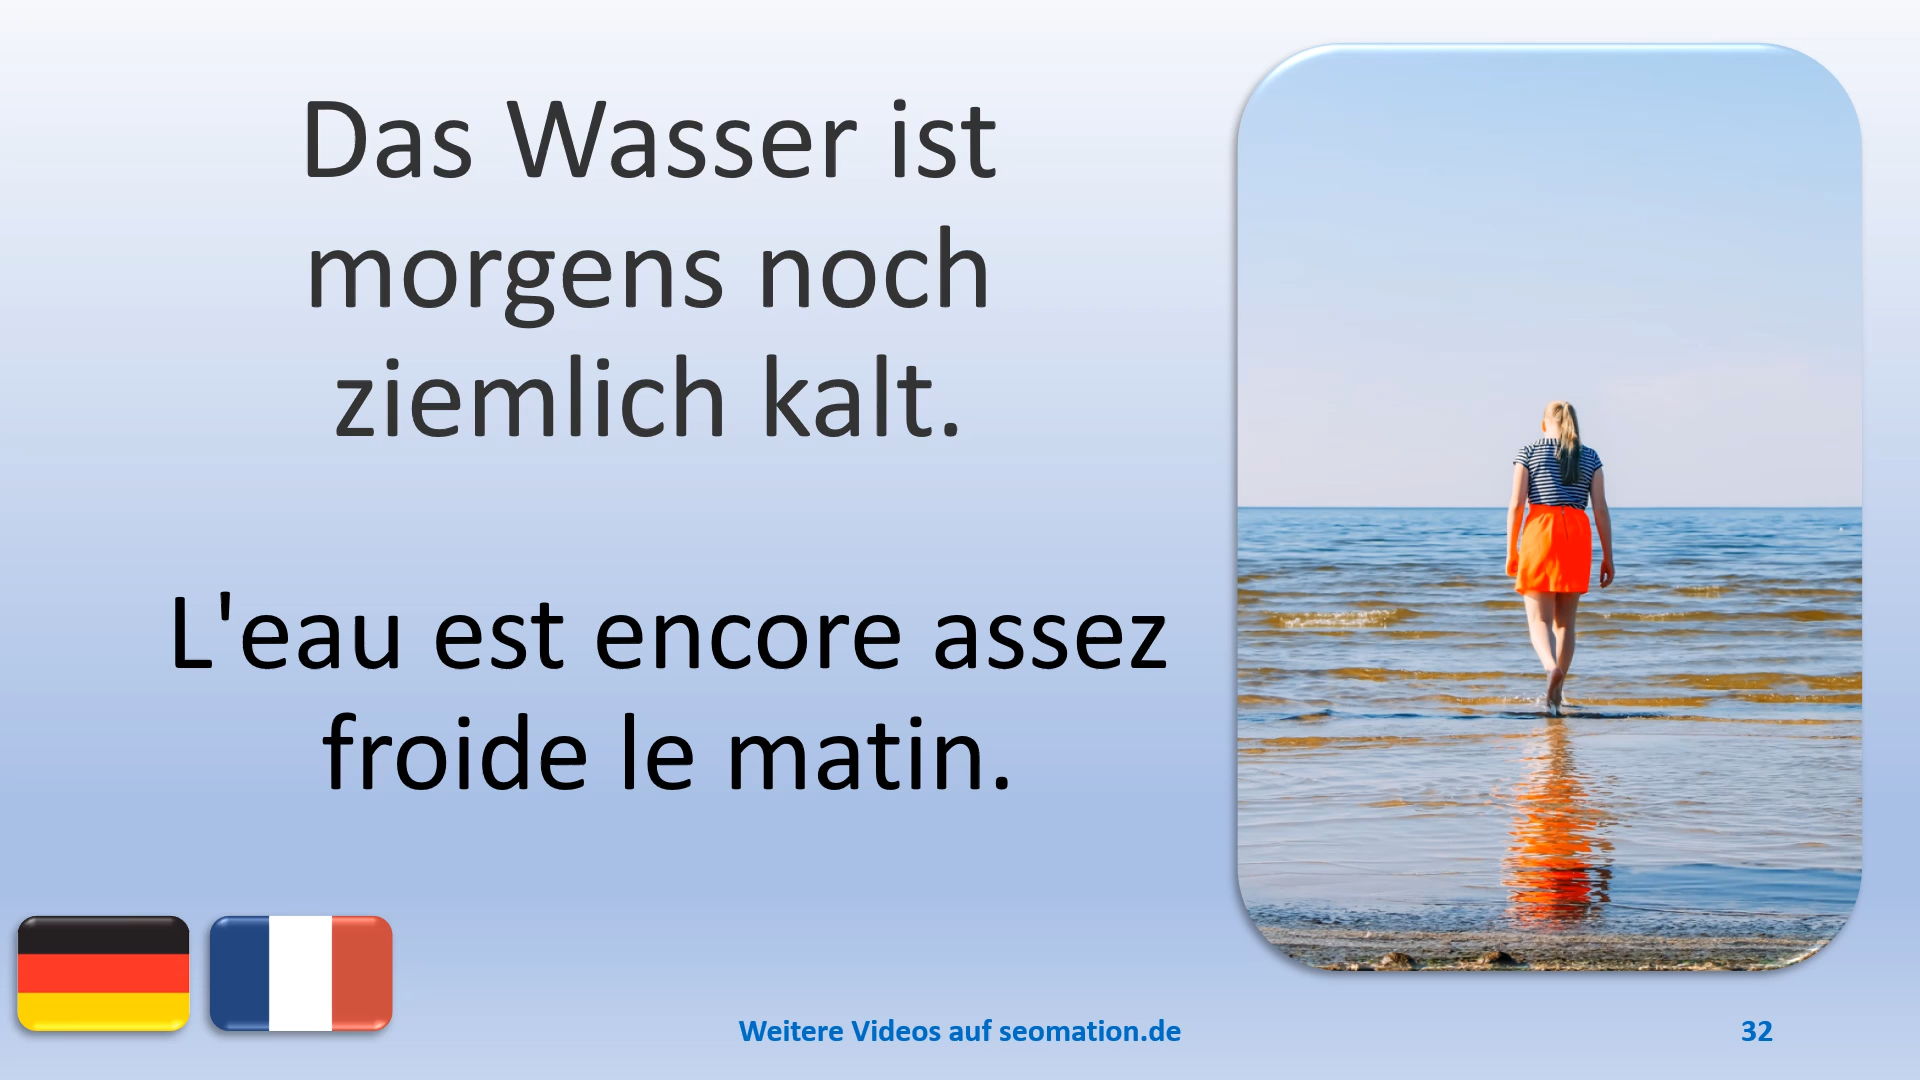 Das Wasser ist
morgens noch
ziemlich kalt.
L'eau est encore assez
froide le matin.
Weitere Videos auf seomation.de
32